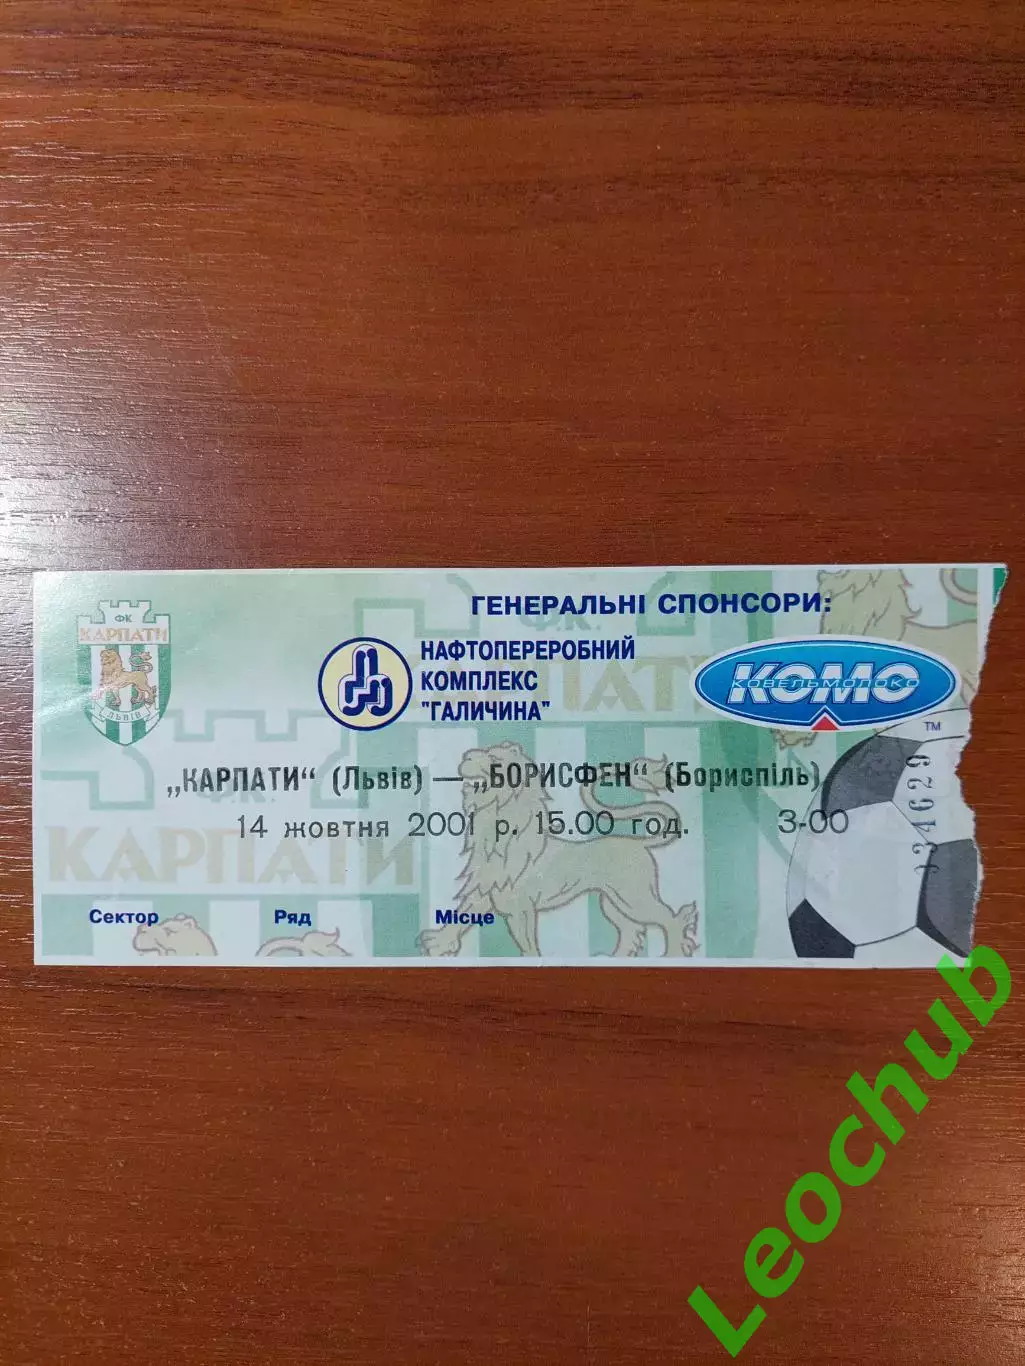 ФК
КАРПАТИ
ЛЬВІВ
ГЕНЕРАЛЬНІ СПОНСОРИ:
НАФТОПЕРЕРОБНИЙ
КОМПЛЕКС
"ГАЛИЧИНА"
КОМО
КОВЕЛЬМОЛОКО
™
Ф.К.
КАРПАТИ
„КАРПАТИ“ (Львів) — „БОРИСФЕН“ (Бориспіль)
14 жовтня 2001 р. 15.00 год. 3-00
Сектор Ряд Місце
034629
Leochub